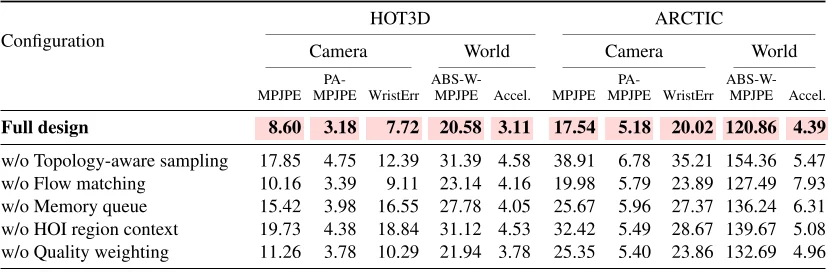 HOT3D ARCTIC
Configuration
Camera World Camera World
PA- ABS-W- PA- ABS-W-
MPJPE MPJPE WristErr MPJPE Accel. MPJPE MPJPE WristErr MPJPE Accel.
Full design 8.60 3.18 7.72 20.58 3.11 17.54 5.18 20.02 120.86 4.39
w/o Topology-aware sampling 17.85 4.75 12.39 31.39 4.58 38.91 6.78 35.21 154.36 5.47
w/o Flow matching 10.16 3.39 9.11 23.14 4.16 19.98 5.79 23.89 127.49 7.93
w/o Memory queue 15.42 3.98 16.55 27.78 4.05 25.67 5.96 27.37 136.24 6.31
w/o HOI region context 19.73 4.38 18.84 31.12 4.53 32.42 5.49 28.67 139.67 5.08
w/o Quality weighting 11.26 3.78 10.29 21.94 3.78 25.35 5.40 23.86 132.69 4.96